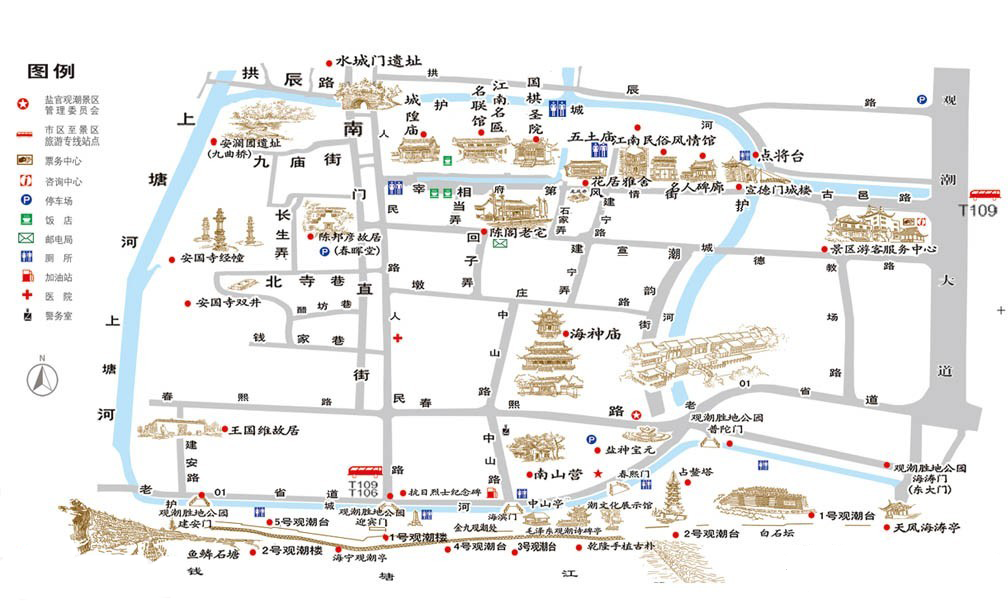 图例
盐官观潮景区
管理委员会
市区至景区
旅游专线站点
票务中心
咨询中心
停车场
饭店
邮电局
厕所
加油站
医院
警务室
N
拱辰路
水城门遗址
拱辰路
观潮大道
上塘河
上塘河
安澜园遗址
(九曲桥)
九庙街
南门直街
城隍庙
护城河
名联馆
江南名匾
国棋圣院
五土庙
江南民俗风情馆
点将台
花居雅舍
名人碑廊
宣德门城楼
风情街
古邑路
T109
宰相府第
相当弄
石家弄
建宁路
人民路
长生弄
陈邦彦故居
(春晖堂)
陈阁老宅
回子弄
建宁弄
宣德路
潮韵街
城
护城河
教场路
景区游客服务中心
安国寺经幢
安国寺双井
北寺巷
醋坊巷
钱家巷
墩庄路
中山路
海神庙
人民路
01省道
春熙路
春熙路
老
观潮胜地公园
普陀门
王国维故居
建安路
中山路
盐神宝元
南山营
春熙门
占鳌塔
观潮胜地公园
海涛门
(东大门)
T109
T106
老01省道
护城河
抗日烈士纪念碑
观潮胜地公园
建安门
观潮胜地公园
迎宾门
中山亭
潮文化展示馆
海滨门
金九观潮处
毛泽东观潮诗碑亭
5号观潮台
1号观潮楼
1号观潮台
白石坛
天风海涛亭
鱼鳞石塘
2号观潮楼
海宁观潮亭
4号观潮台
3号观潮台
乾隆手植古朴
2号观潮台
钱塘江